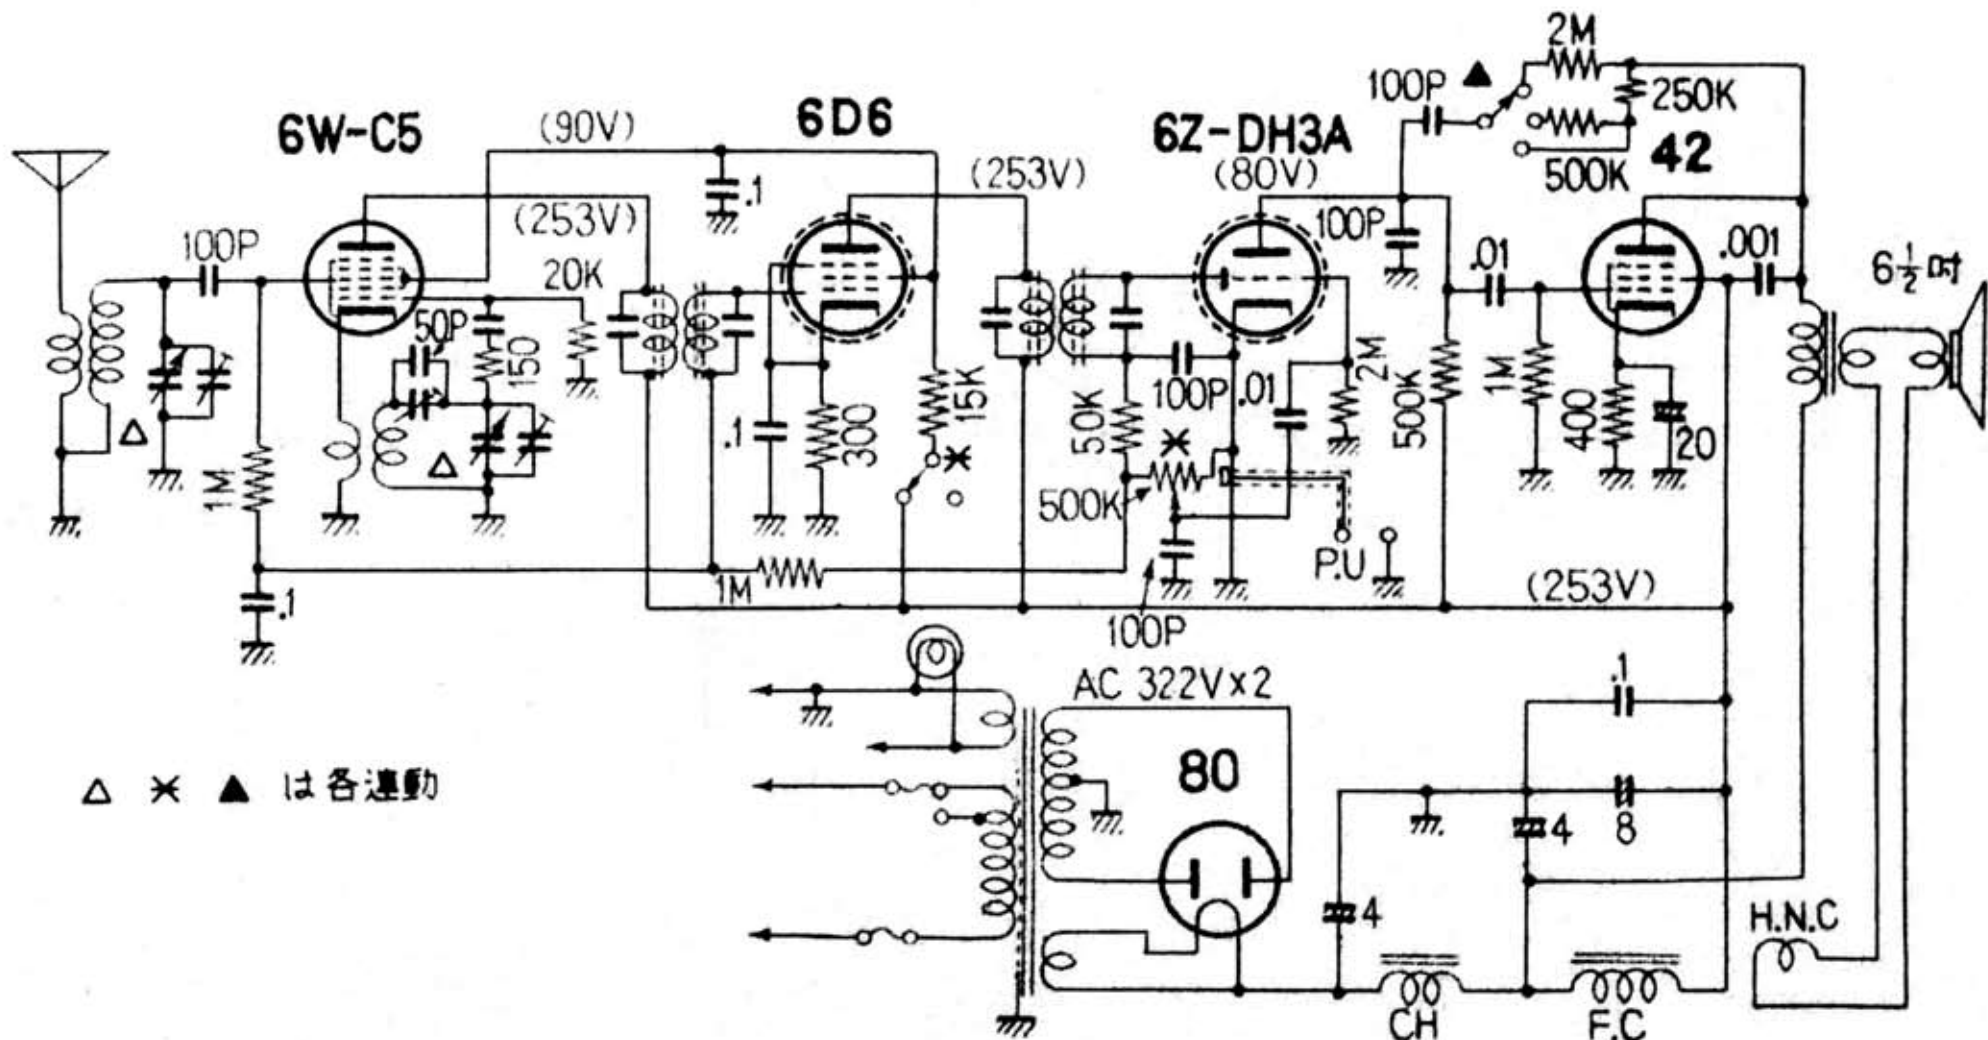 2M
100P ▲
250K
6W-C5
(90V)
6D6
6Z-DH3A
42
(253V)
(80V)
500K
.1
(253V)
100P
100P
20K
.01
.001
6 1/2 吋
50P
150
2M
1M
.1
300
15K
50K
100P
.01
500K
1M
400
20
△
△
1M
✕
✕
500K
P.U
1M
(253V)
.1
100P
AC 322V×2
.1
80
△ ✕ ▲ は各連動
4
8
4
H.N.C
CH
F.C